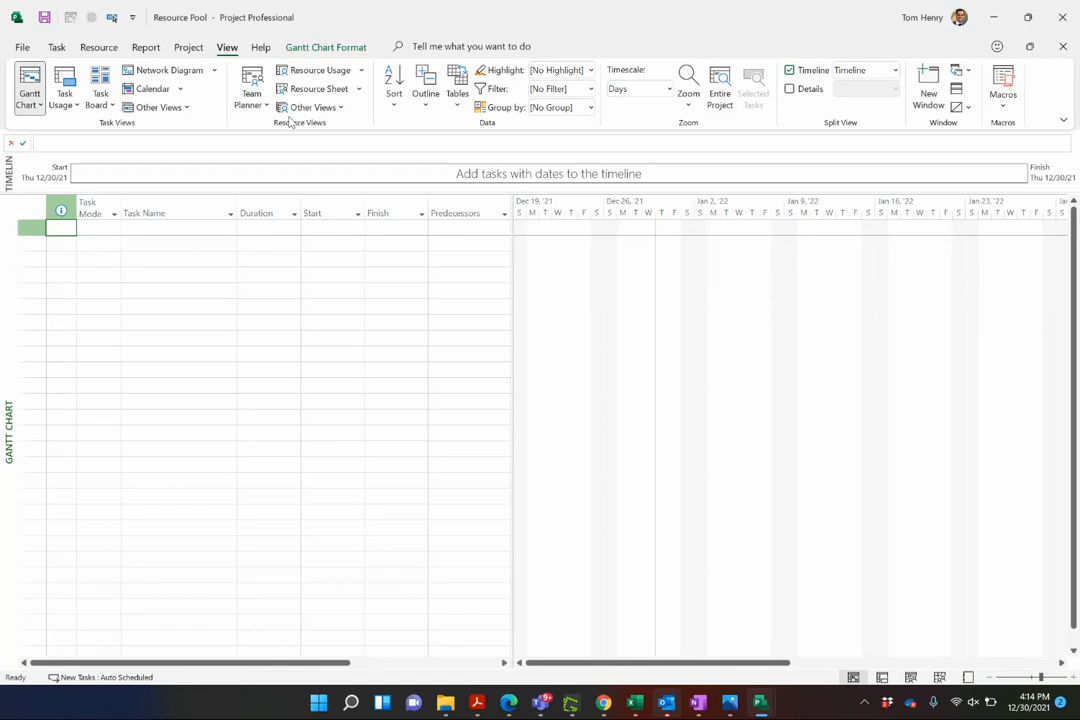 Resource Pool - Project Professional
Tom Henry
File Task Resource Report Project View Help Gantt Chart Format Tell me what you want to do
Gantt Chart
Task Usage
Task Board
Network Diagram
Calendar
Other Views
Task Views
Team Planner
Resource Usage
Resource Sheet
Other Views
Resource Views
Sort
Outline
Tables
Highlight: [No Highlight]
Filter: [No Filter]
Group by: [No Group]
Data
Timescale:
Days
Zoom
Entire Project
Selected Tasks
Zoom
Timeline Timeline
Details
Split View
New Window
Window
Macros
Macros
TIMELIN
Start
Thu 12/30/21
Add tasks with dates to the timeline
Finish
Thu 12/30/21
Task Mode Task Name Duration Start Finish Predecessors
Dec 19, '21 Dec 26, '21 Jan 2, '22 Jan 9, '22 Jan 16, '22 Jan 23, '22 Ja
S M T W T F S S M T W T F S S M T W T F S S M T W T F S S M T W T F S S M T W T F S S
GANTT CHART
Ready New Tasks : Auto Scheduled
9+
4:14 PM
12/30/2021
2